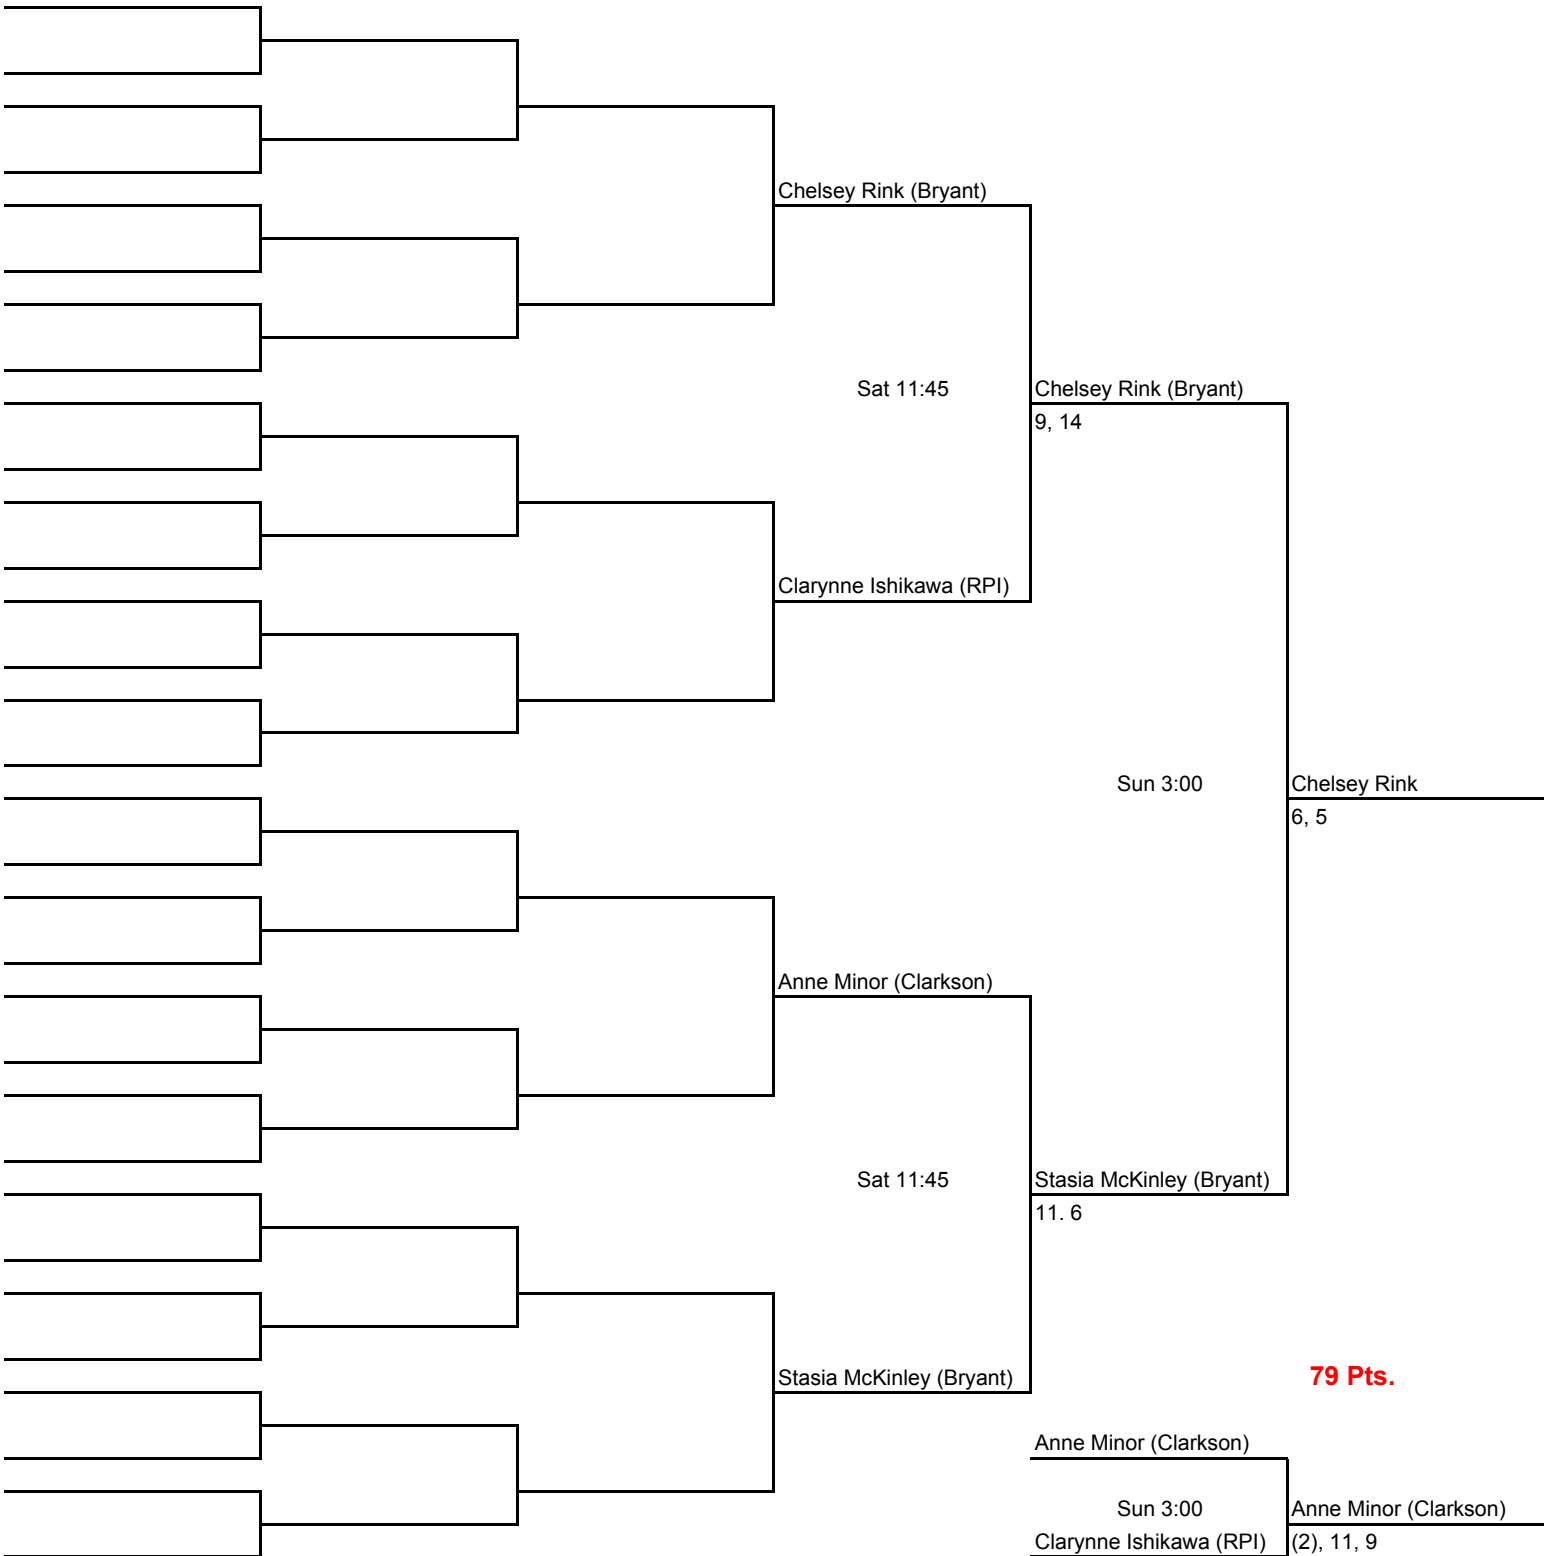 Chelsey Rink (Bryant)
Sat 11:45
Chelsey Rink (Bryant)
9, 14
Clarynne Ishikawa (RPI)
Sun 3:00
Chelsey Rink
6, 5
Anne Minor (Clarkson)
Sat 11:45
Stasia McKinley (Bryant)
11. 6
Stasia McKinley (Bryant)
79 Pts.
Anne Minor (Clarkson)
Sun 3:00
Anne Minor (Clarkson)
Clarynne Ishikawa (RPI)
(2), 11, 9